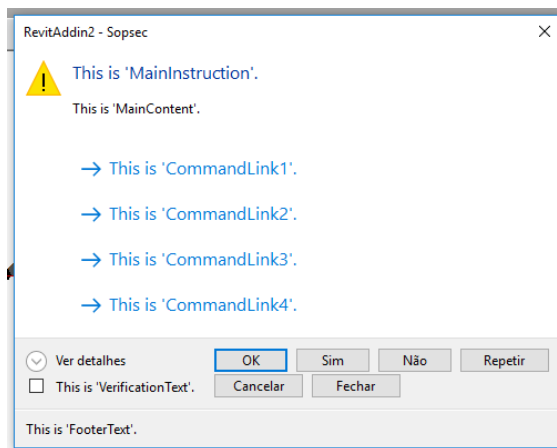 RevitAddin2 - Sopsec
This is 'MainInstruction'.
This is 'MainContent'.
This is 'CommandLink1'.
This is 'CommandLink2'.
This is 'CommandLink3'.
This is 'CommandLink4'.
Ver detalhes
OK
Sim
Não
Repetir
This is 'VerificationText'.
Cancelar
Fechar
This is 'FooterText'.